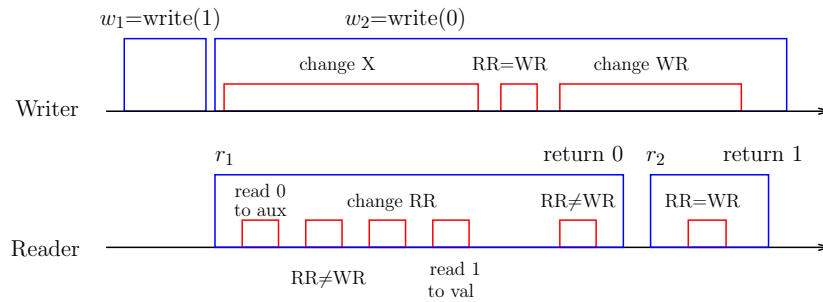 w₁=write(1)
w₂=write(0)
change X
RR=WR
change WR
Writer
r₁
return 0
r₂
return 1
read 0
to aux
change RR
RR≠WR
RR=WR
Reader
RR≠WR
read 1
to val